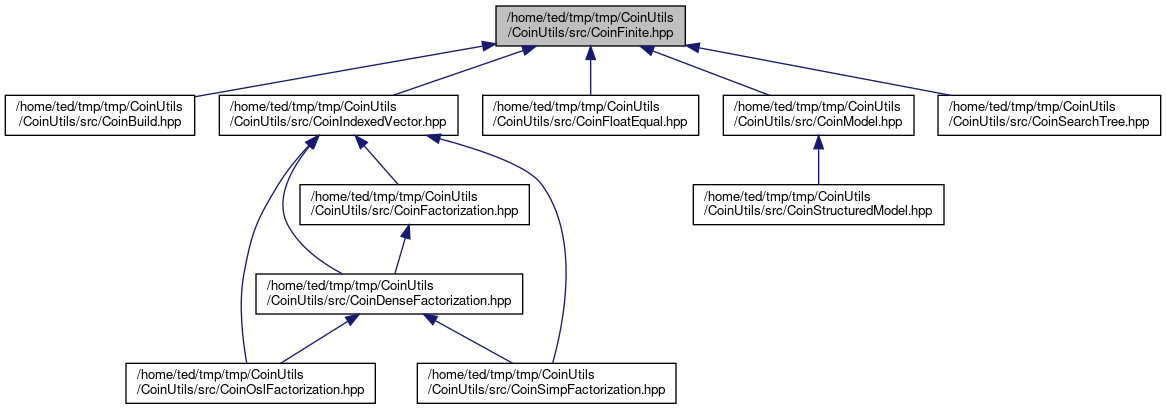 /home/ted/tmp/tmp/CoinUtils
/CoinUtils/src/CoinFinite.hpp
/home/ted/tmp/tmp/CoinUtils
/CoinUtils/src/CoinBuild.hpp
/home/ted/tmp/tmp/CoinUtils
/CoinUtils/src/CoinIndexedVector.hpp
/home/ted/tmp/tmp/CoinUtils
/CoinUtils/src/CoinFloatEqual.hpp
/home/ted/tmp/tmp/CoinUtils
/CoinUtils/src/CoinModel.hpp
/home/ted/tmp/tmp/CoinUtils
/CoinUtils/src/CoinSearchTree.hpp
/home/ted/tmp/tmp/CoinUtils
/CoinUtils/src/CoinFactorization.hpp
/home/ted/tmp/tmp/CoinUtils
/CoinUtils/src/CoinStructuredModel.hpp
/home/ted/tmp/tmp/CoinUtils
/CoinUtils/src/CoinDenseFactorization.hpp
/home/ted/tmp/tmp/CoinUtils
/CoinUtils/src/CoinOslFactorization.hpp
/home/ted/tmp/tmp/CoinUtils
/CoinUtils/src/CoinSimpFactorization.hpp